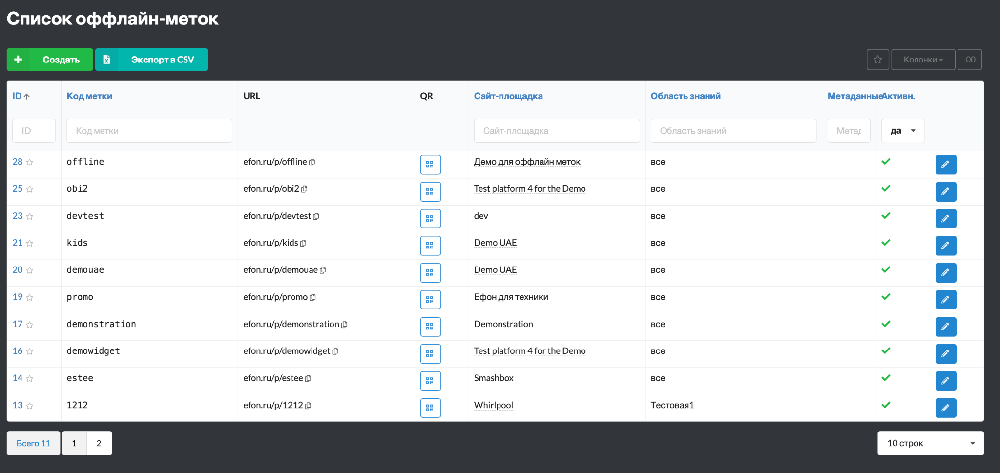 Список оффлайн-меток
Создать Экспорт в CSV Колонки .00
ID Код метки URL QR Сайт-площадка Область знаний Метаданные Активн.
ID Код метки Сайт-площадка Область знаний Метад да
28 offline efon.ru/p/offline Демо для оффлайн меток все
25 obi2 efon.ru/p/obi2 Test platform 4 for the Demo все
23 devtest efon.ru/p/devtest dev все
21 kids efon.ru/p/kids Demo UAE все
20 demouae efon.ru/p/demouae Demo UAE все
19 promo efon.ru/p/promo Ефон для техники все
17 demonstration efon.ru/p/demonstration Demonstration все
16 demowidget efon.ru/p/demowidget Test platform 4 for the Demo все
14 estee efon.ru/p/estee Smashbox все
13 1212 efon.ru/p/1212 Whirlpool Тестовая1
Всего 11 1 2 10 строк